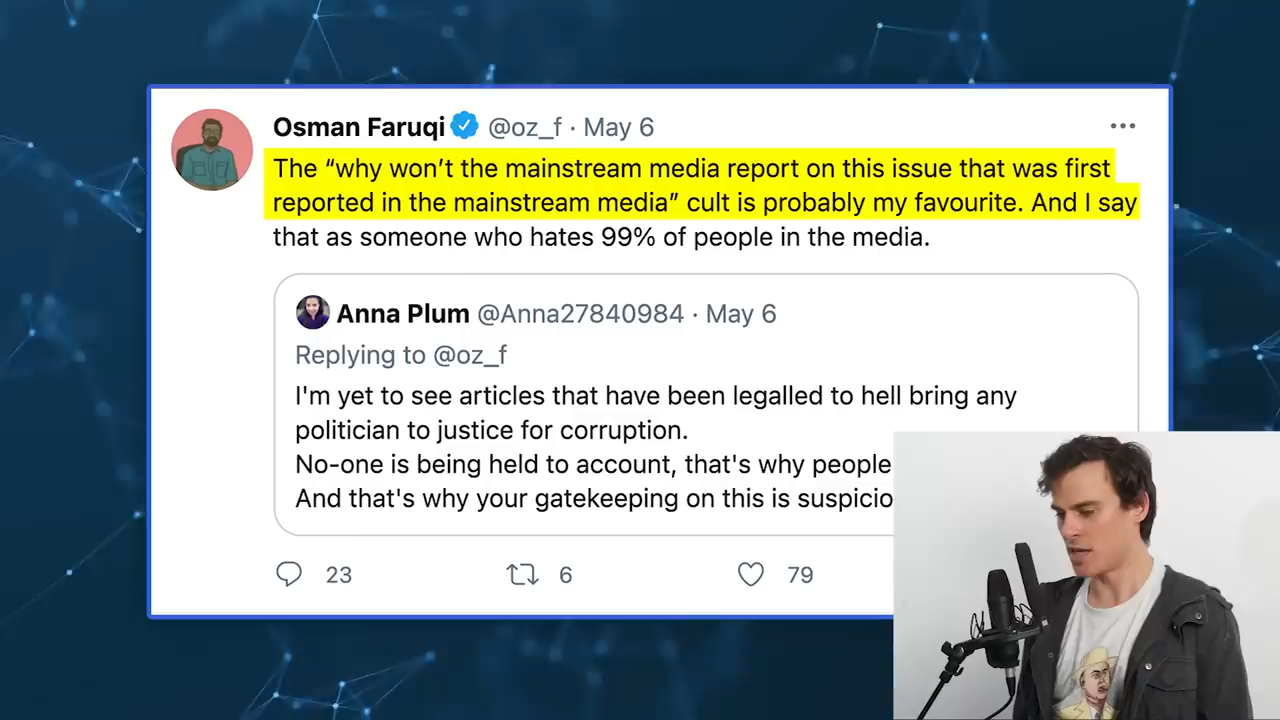 Osman Faruqi @oz_f · May 6
The “why won’t the mainstream media report on this issue that was first
reported in the mainstream media” cult is probably my favourite. And I say
that as someone who hates 99% of people in the media.
Anna Plum @Anna27840984 · May 6
Replying to @oz_f
I'm yet to see articles that have been legalled to hell bring any
politician to justice for corruption.
No-one is being held to account, that's why people
And that's why your gatekeeping on this is suspicio
23 6 79